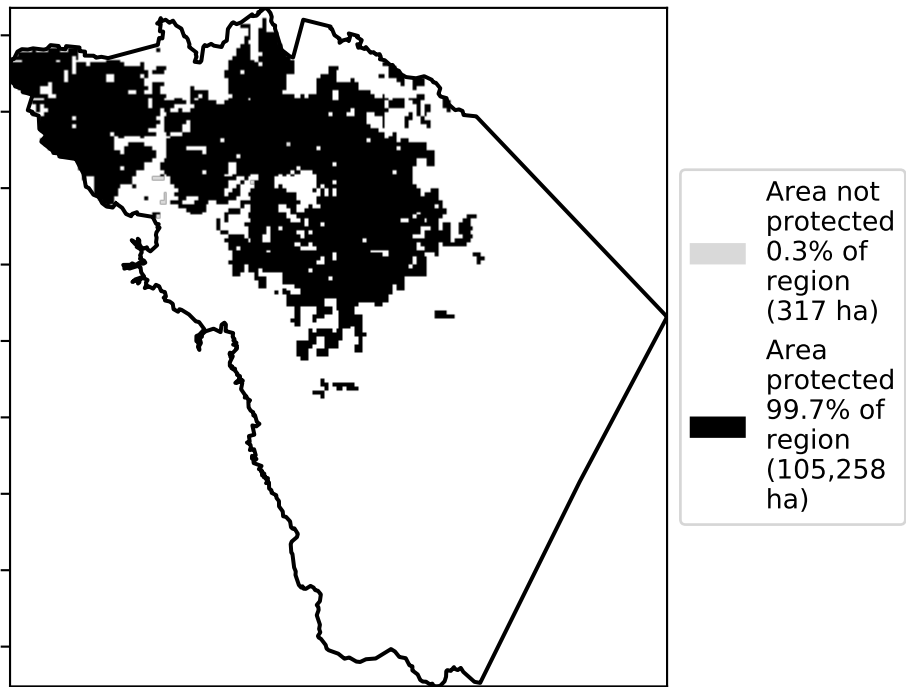 Area not
protected
0.3% of
region
(317 ha)
Area
protected
99.7% of
region
(105,258
ha)